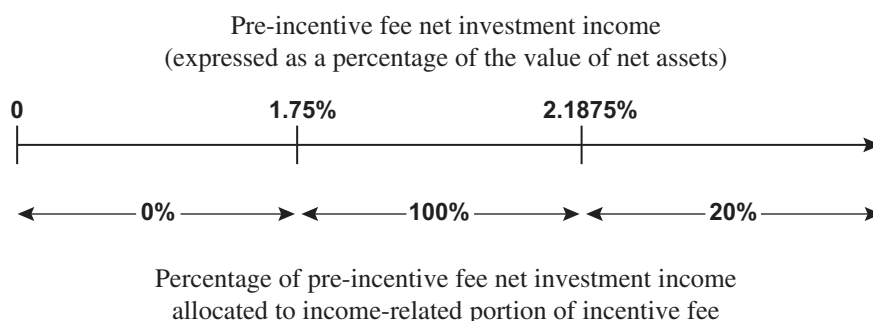 Pre-incentive fee net investment income
(expressed as a percentage of the value of net assets)
0 1.75% 2.1875%
0% 100% 20%
Percentage of pre-incentive fee net investment income
allocated to income-related portion of incentive fee